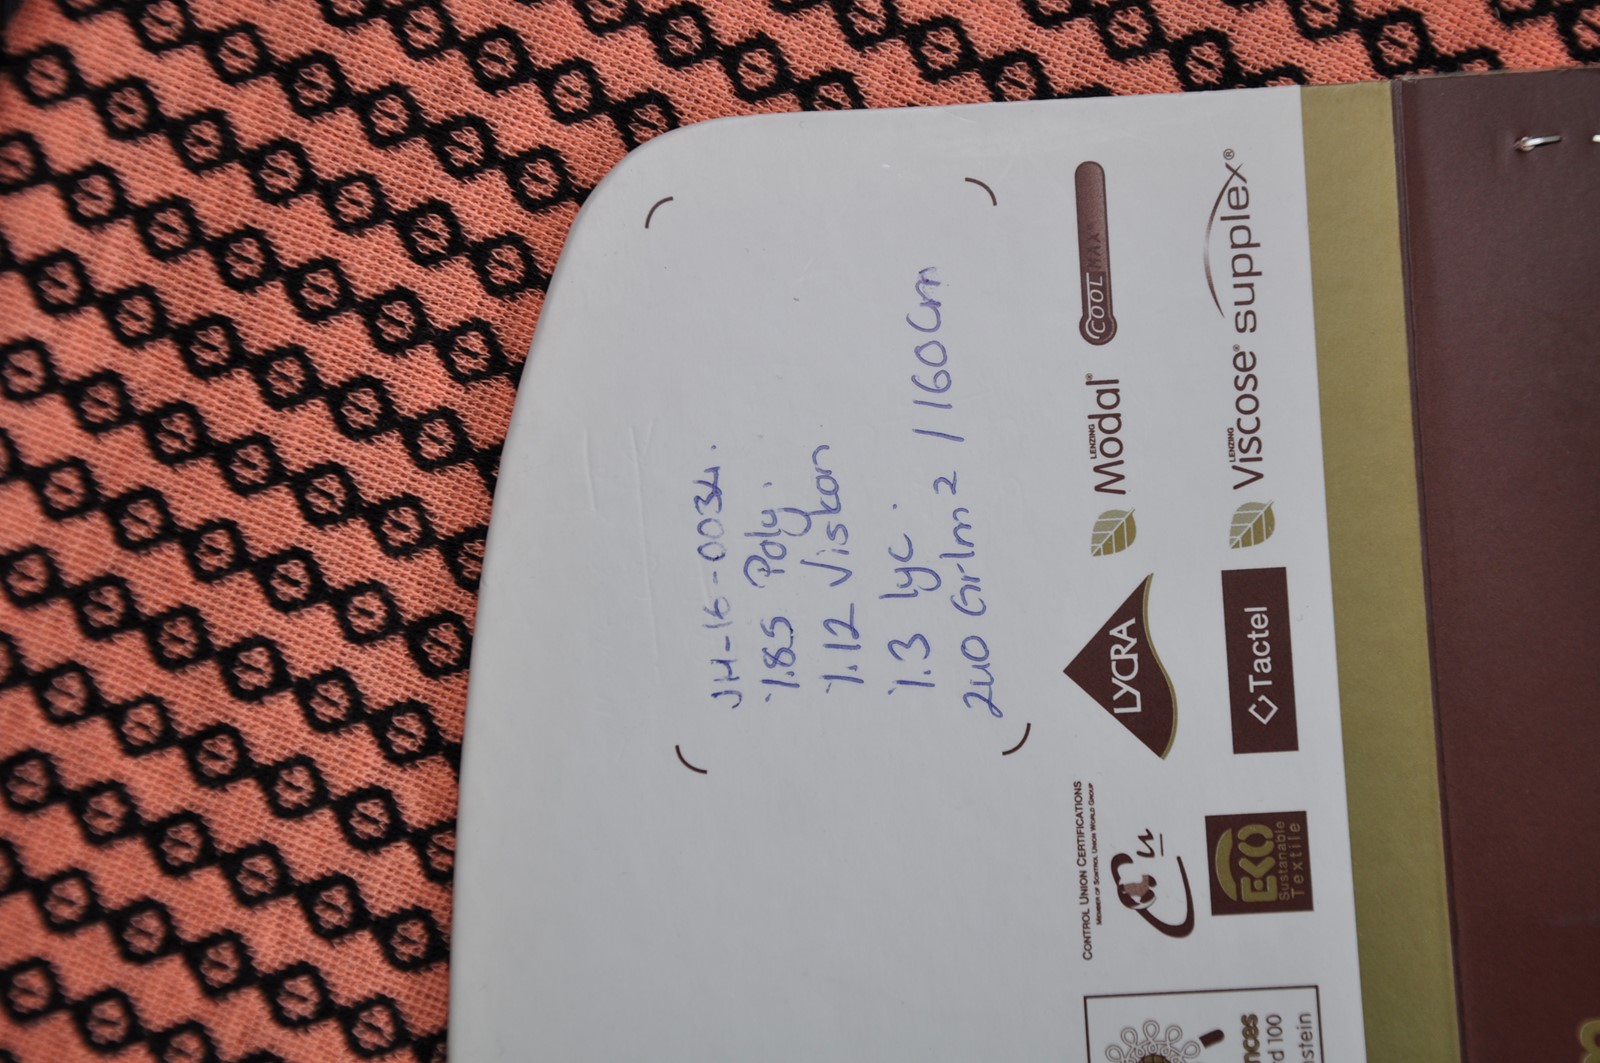 JH-16-0034.
%85 Poly.
%12 Viskon
%3 lyc.
240 Gr/m2 / 160cm
COOLMAX
LENZING
Modal®
LYCRA
CONTROL UNION CERTIFICATIONS
MEMBER OF CONTROL UNION WORLD GROUP
cu
supplex®
LENZING
Viscose®
Tactel
EKO
Sustanable
Textile
nces
d 100
stein